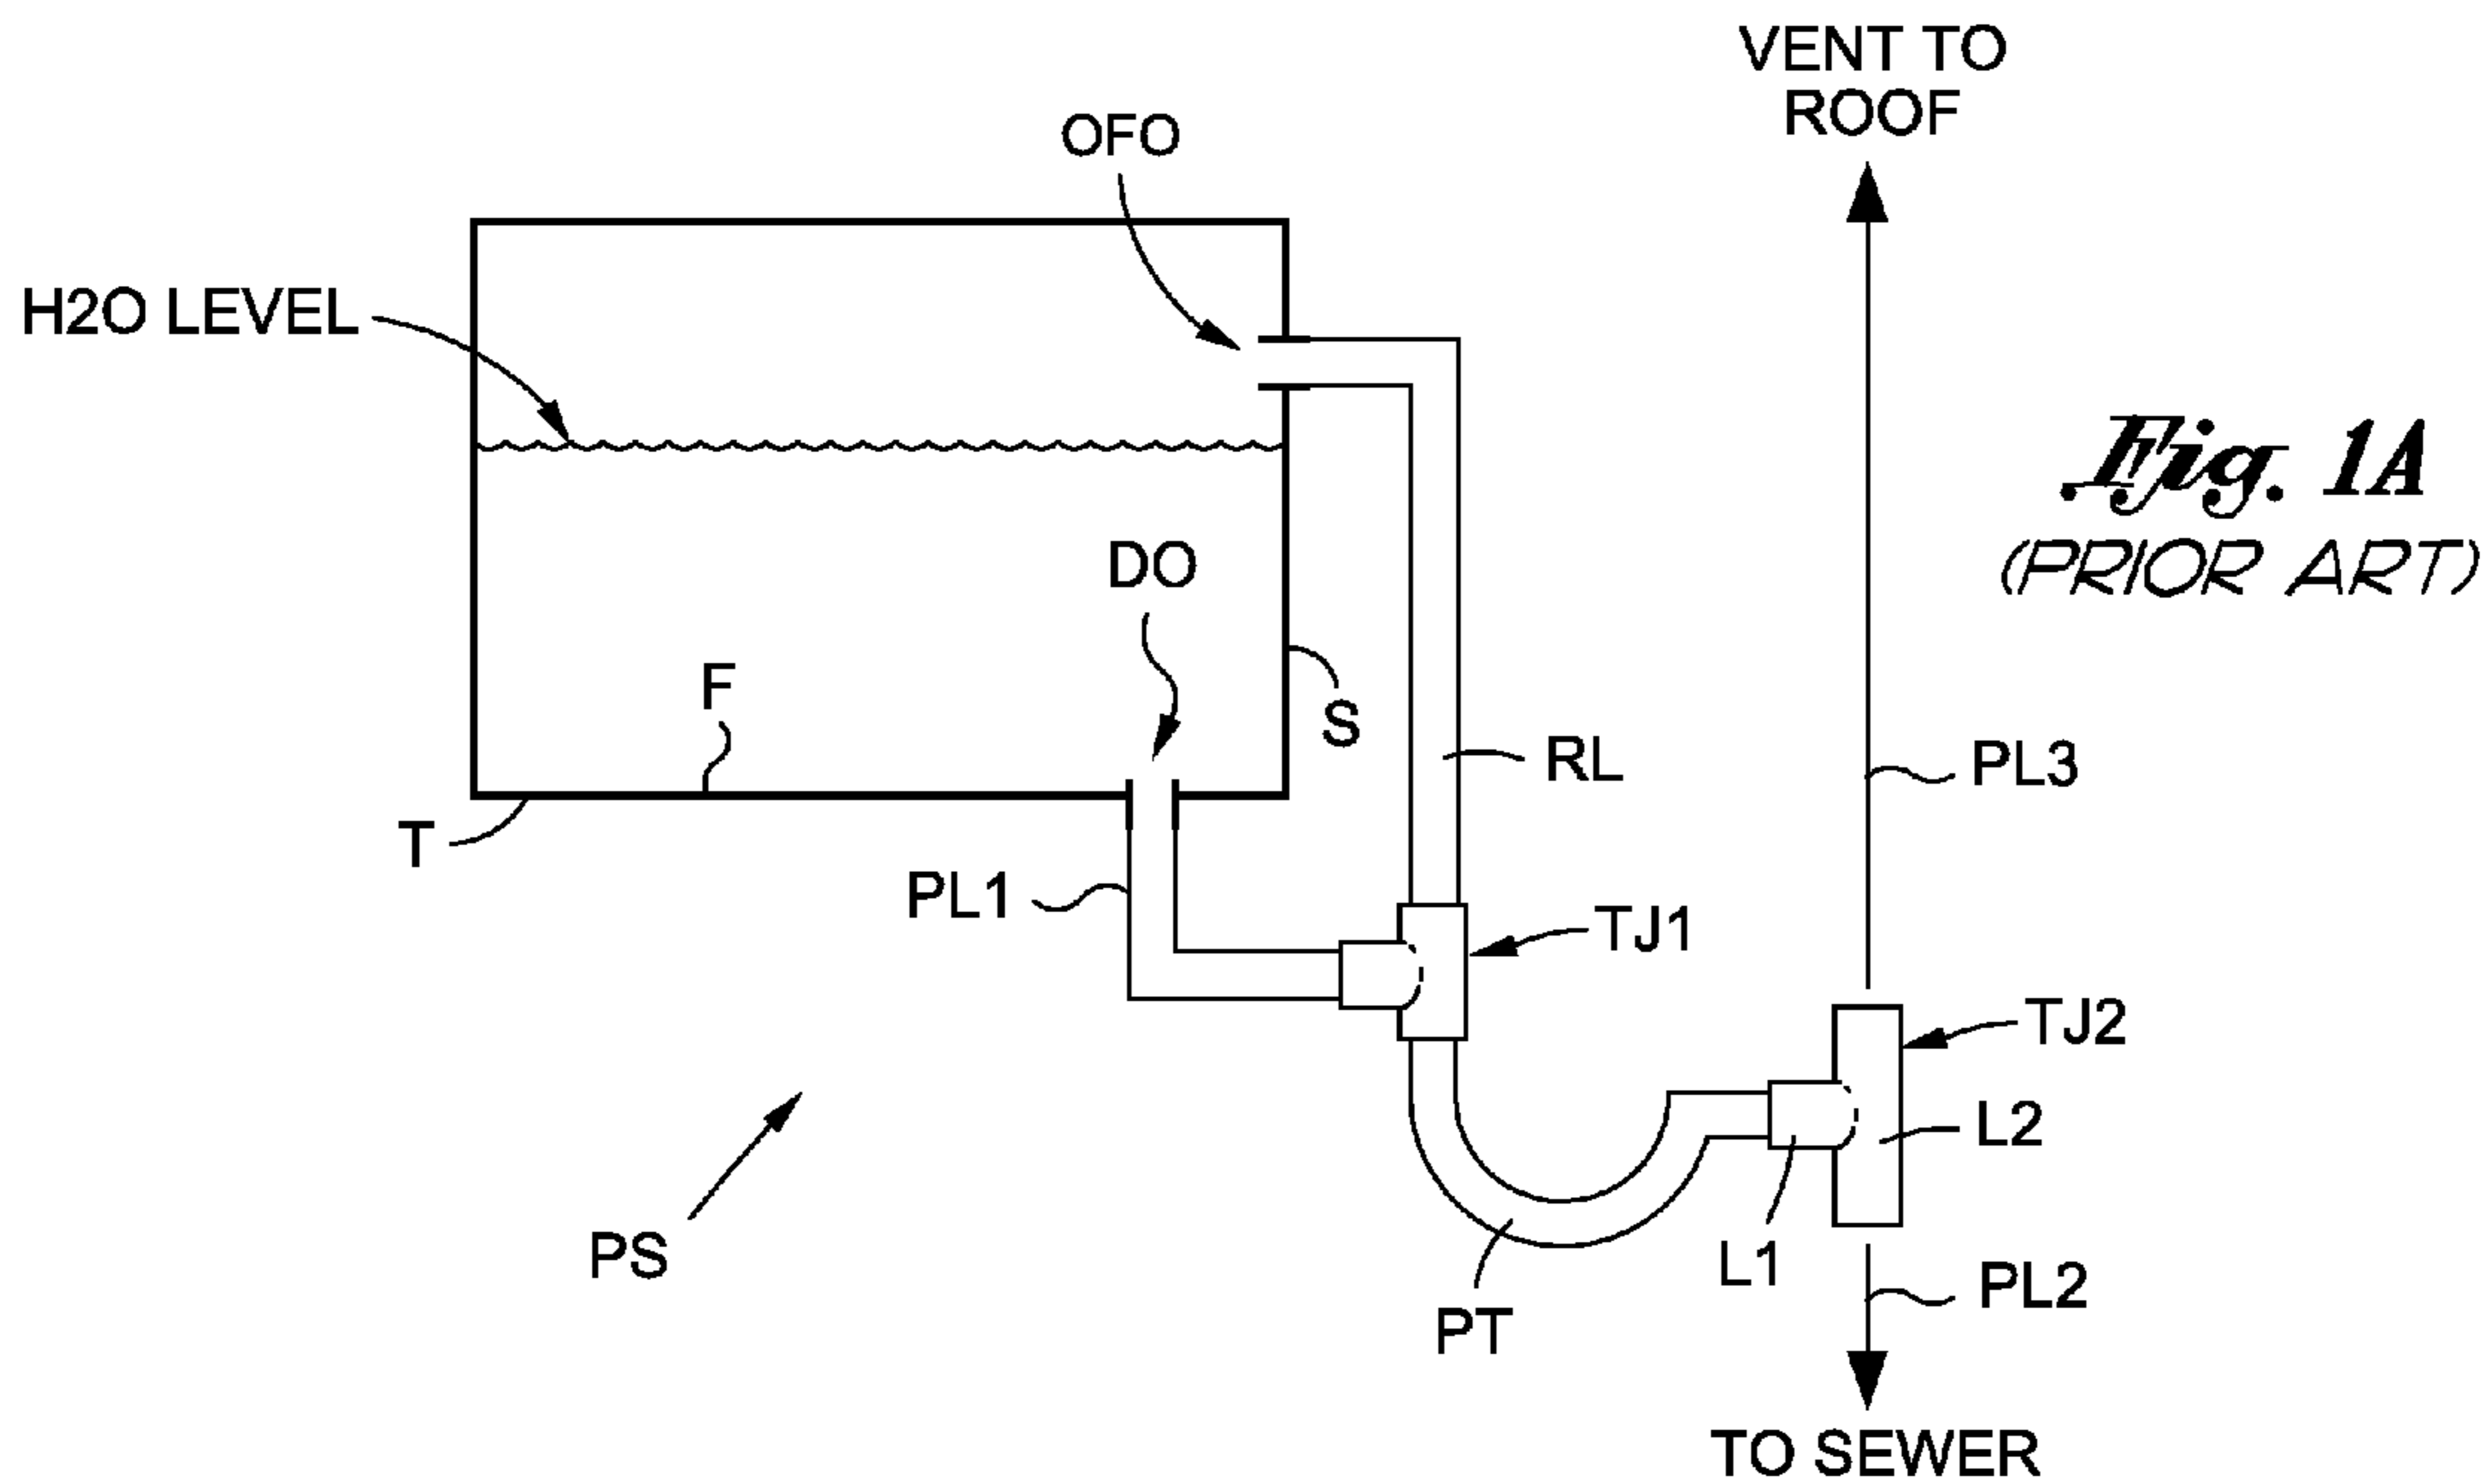 VENT TO
ROOF
OFO
H2O LEVEL
Fig. 1A
(PRIOR ART)
DO
F
S
RL
PL3
T
PL1
TJ1
TJ2
L2
PS
L1
PL2
PT
TO SEWER